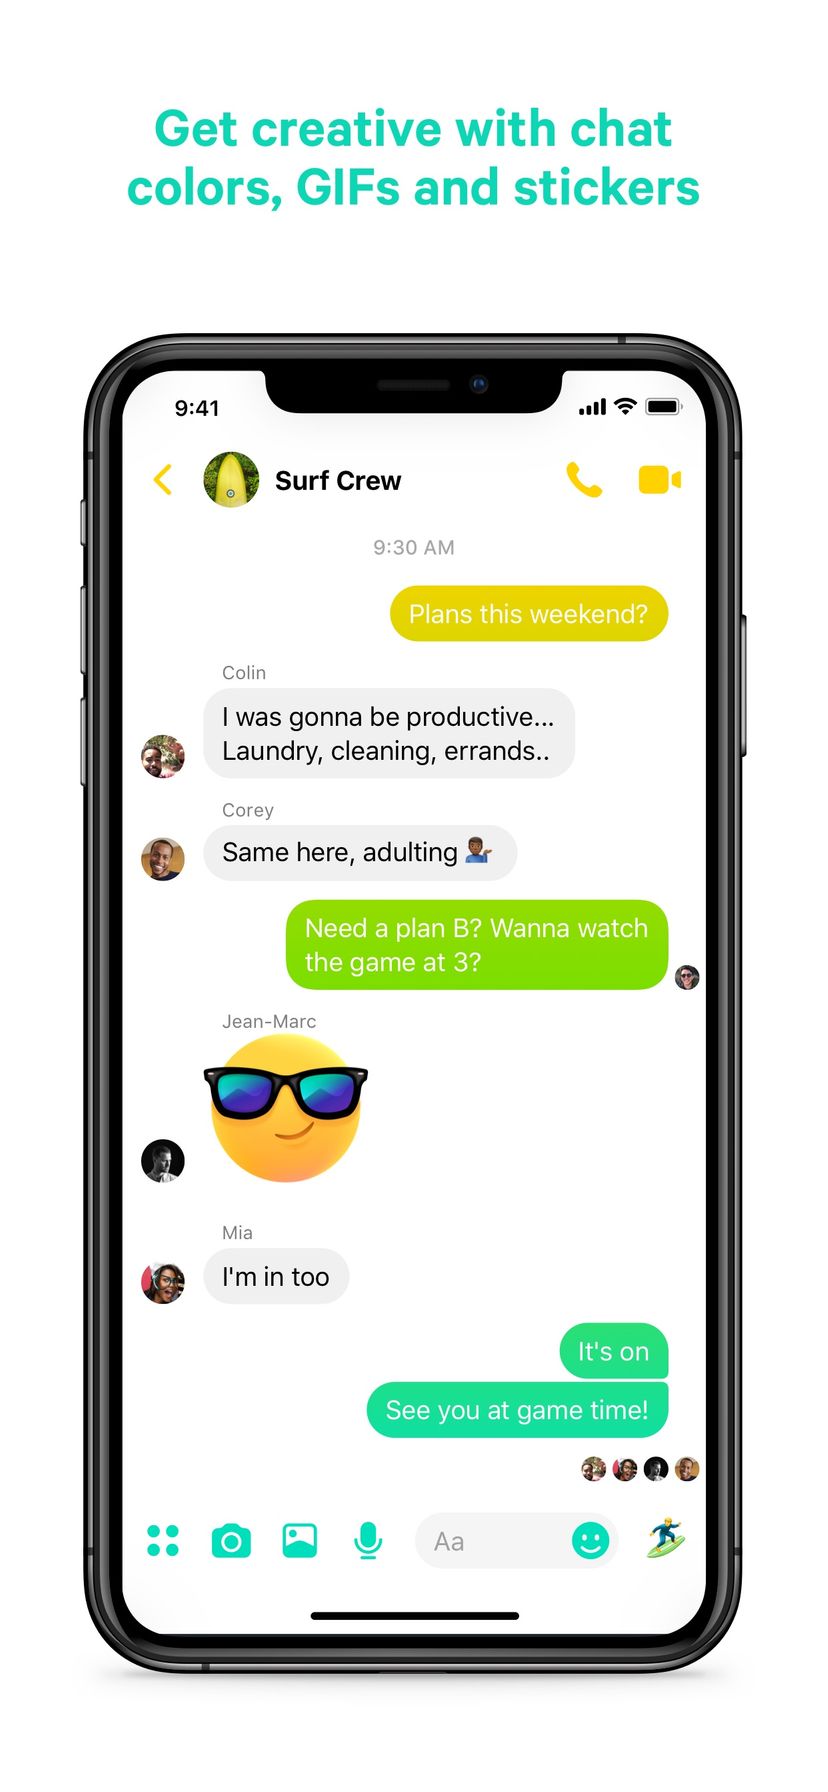 Get creative with chat
colors, GIFs and stickers
9:41
Surf Crew
9:30 AM
Plans this weekend?
Colin
I was gonna be productive...
Laundry, cleaning, errands..
Corey
Same here, adulting 💁🏾‍♂️
Need a plan B? Wanna watch
the game at 3?
Jean-Marc
Mia
I'm in too
It's on
See you at game time!
Aa